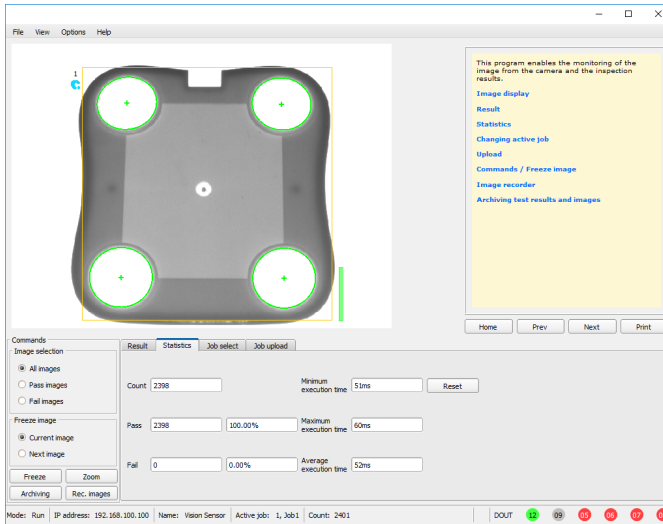 File View Options Help
1
This program enables the monitoring of the
image from the camera and the inspection
results.
Image display
Result
Statistics
Changing active job
Upload
Commands / Freeze image
Image recorder
Archiving test results and images
Home Prev Next Print
Commands
Image selection
All images
Pass images
Fail images
Freeze image
Current image
Next image
Freeze Zoom
Archiving Rec. images
Result Statistics Job select Job upload
Count 2398 Minimum execution time 51ms Reset
Pass 2398 100.00% Maximum execution time 60ms
Fail 0 0.00% Average execution time 52ms
Mode: Run IP address: 192.168.100.100 Name: Vision Sensor Active job: 1, Job1 Count: 2401 DOUT 12 09 05 06 07